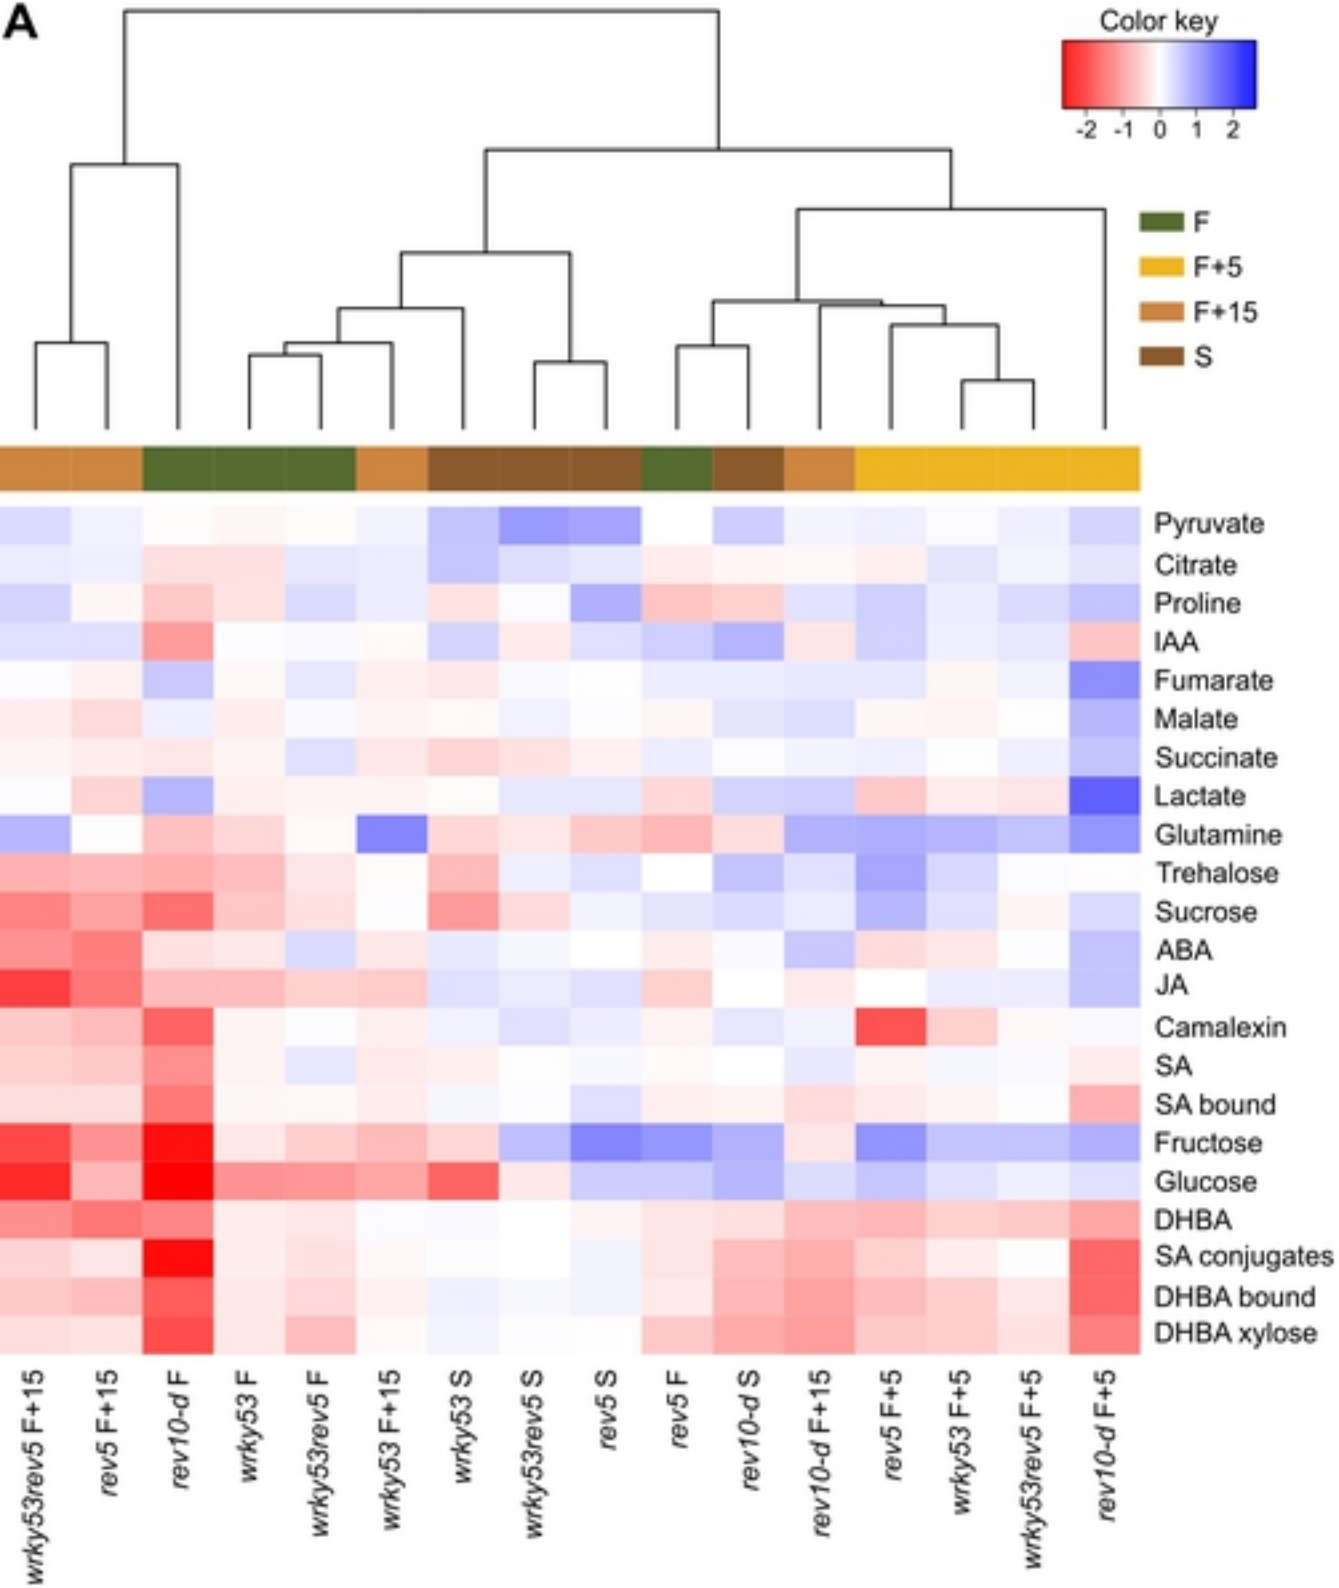 A
Color key
-2 -1 0 1 2
F
F+5
F+15
S
Pyruvate
Citrate
Proline
IAA
Fumarate
Malate
Succinate
Lactate
Glutamine
Trehalose
Sucrose
ABA
JA
Camalexin
SA
SA bound
Fructose
Glucose
DHBA
SA conjugates
DHBA bound
DHBA xylose
wrky53rev5 F+15
rev5 F+15
rev10-d F
wrky53 F
wrky53rev5 F
wrky53 F+15
wrky53 S
wrky53rev5 S
rev5 S
rev5 F
rev10-d S
rev10-d F+15
rev5 F+5
wrky53 F+5
wrky53rev5 F+5
rev10-d F+5